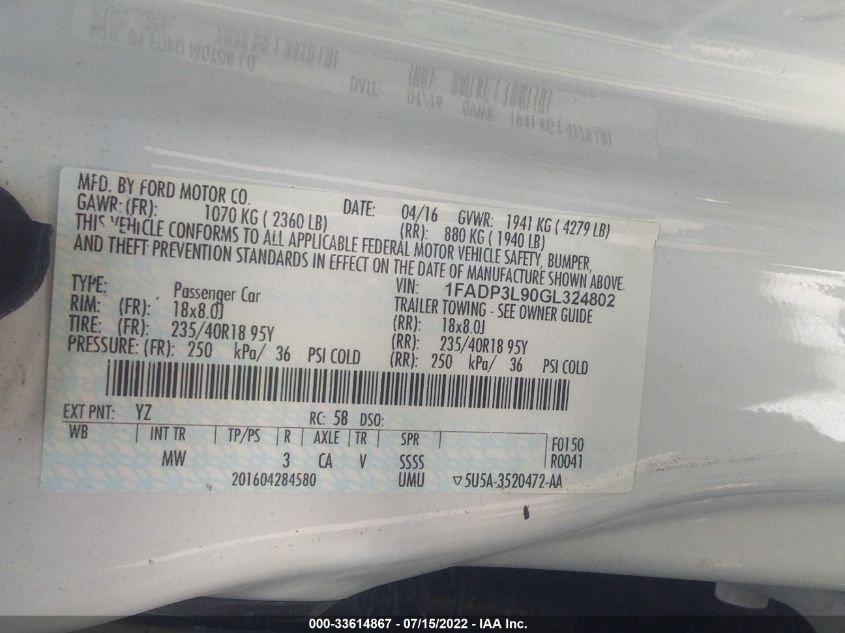 MFD. BY FORD MOTOR CO.
DATE: 04/16 GVWR: 1941 KG ( 4279 LB)
GAWR: (FR): 1070 KG ( 2360 LB) (RR): 880 KG ( 1940 LB)
THIS VEHICLE CONFORMS TO ALL APPLICABLE FEDERAL MOTOR VEHICLE SAFETY, BUMPER,
AND THEFT PREVENTION STANDARDS IN EFFECT ON THE DATE OF MANUFACTURE SHOWN ABOVE.
VIN: 1FADP3L90GL324802
TYPE: Passenger Car TRAILER TOWING - SEE OWNER GUIDE
RIM: (FR): 18x8.0J (RR): 18x8.0J
TIRE: (FR): 235/40R18 95Y (RR): 235/40R18 95Y
PRESSURE: (FR): 250 kPa/ 36 PSI COLD (RR): 250 kPa/ 36 PSI COLD
EXT PNT: YZ RC: 58 DSO:
WB INT TR TP/PS R AXLE TR SPR F0150
MW 3 CA V SSSS R0041
201604284580 UMU ▽5U5A-3520472-AA
000-33614867 - 07/15/2022 - IAA Inc.